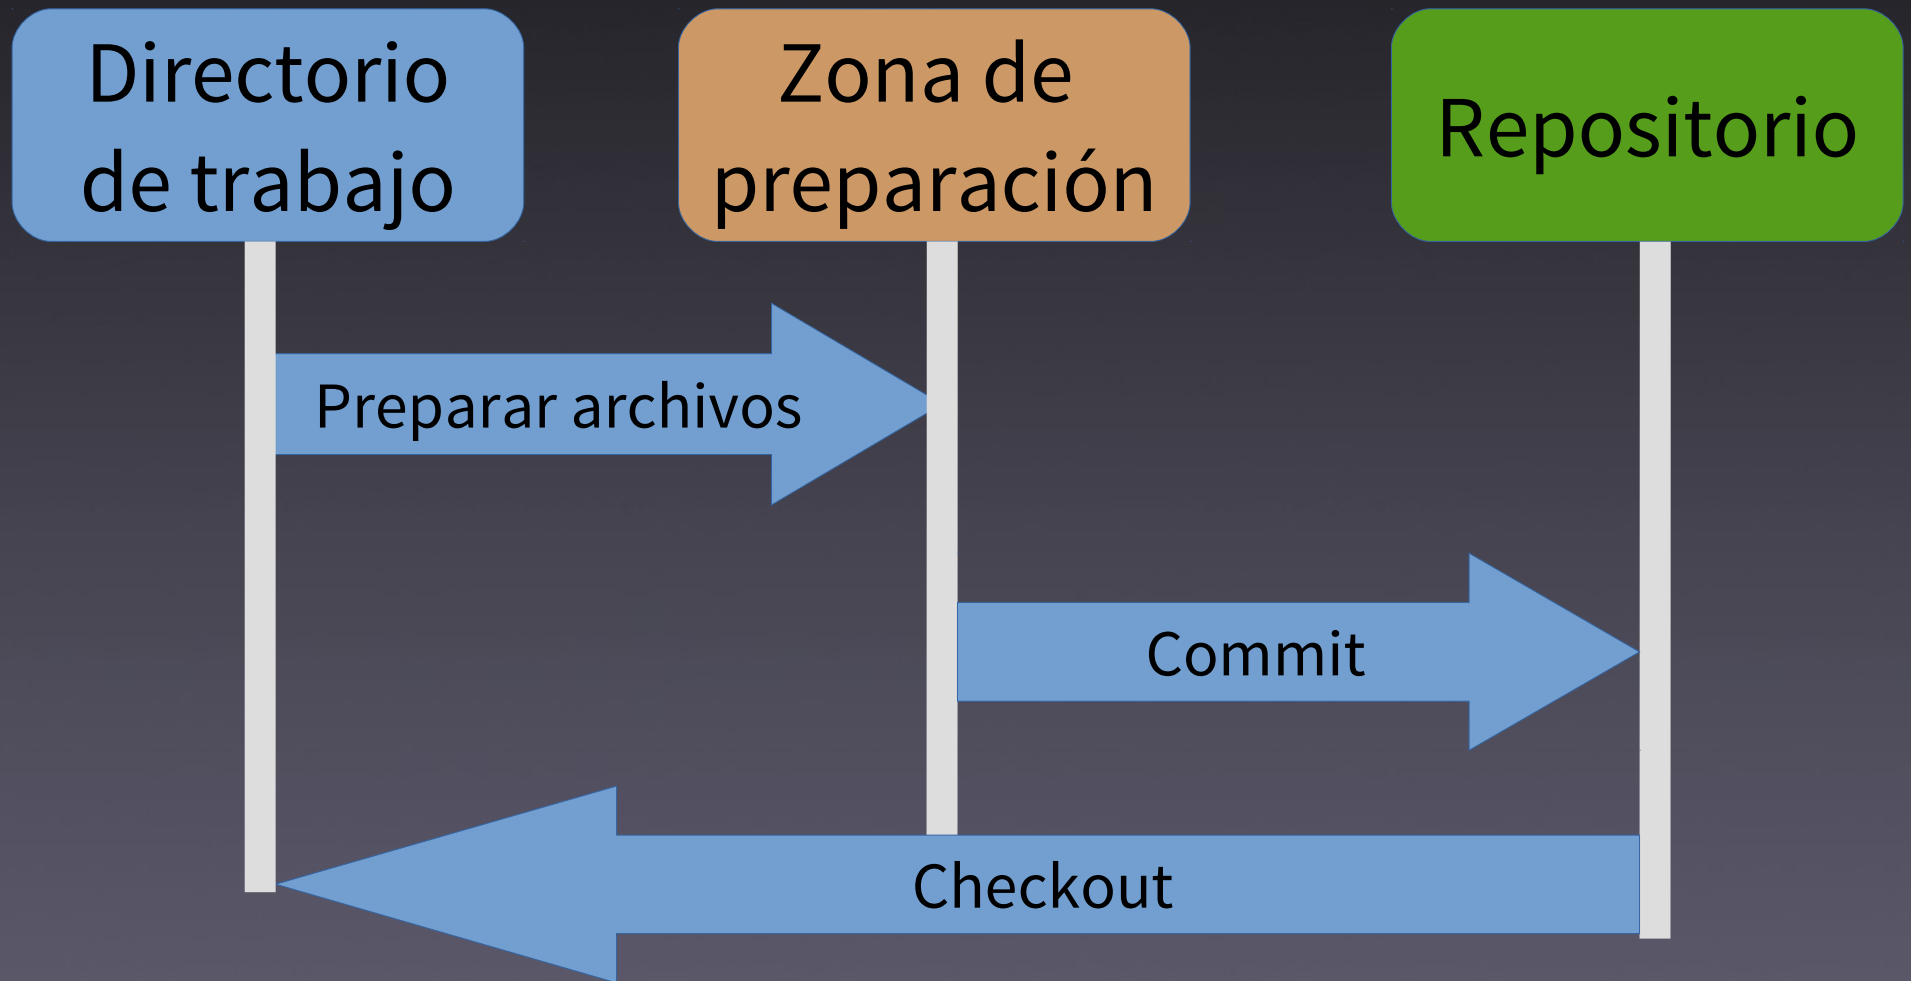 Directorio
de trabajo
Zona de
preparación
Repositorio
Preparar archivos
Commit
Checkout